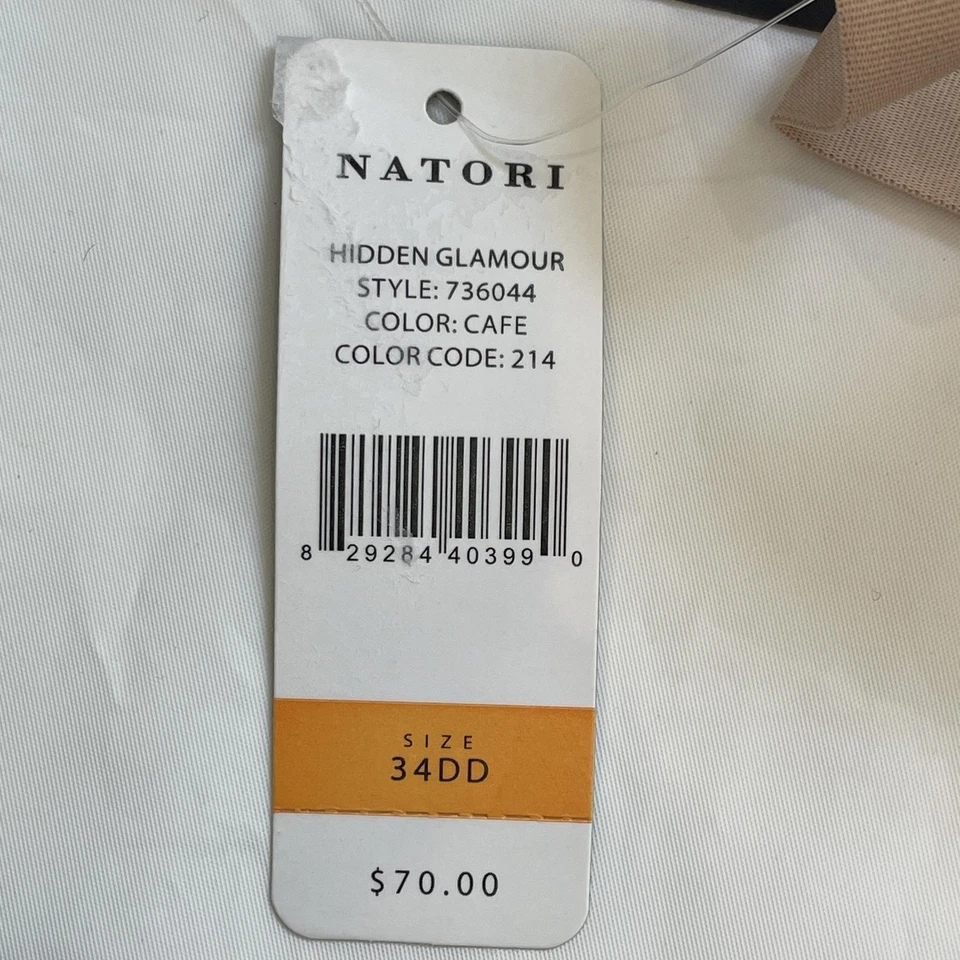 NATORI
HIDDEN GLAMOUR
STYLE: 736044
COLOR: CAFE
COLOR CODE: 214
8 29284 40399 0
SIZE
34DD
$70.00